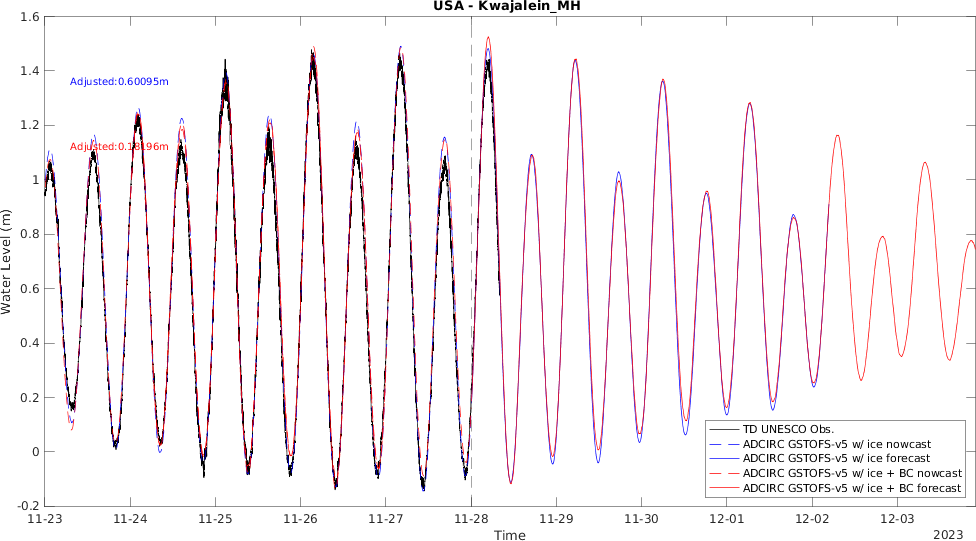 USA - Kwajalein_MH
1.6
1.4
1.2
1
0.8
0.6
0.4
0.2
0
-0.2
Water Level (m)
Adjusted:0.60095m
Adjusted:0.18196m
TD UNESCO Obs.
ADCIRC GSTOFS-v5 w/ ice nowcast
ADCIRC GSTOFS-v5 w/ ice forecast
ADCIRC GSTOFS-v5 w/ ice + BC nowcast
ADCIRC GSTOFS-v5 w/ ice + BC forecast
11-23 11-24 11-25 11-26 11-27 11-28 11-29 11-30 12-01 12-02 12-03
Time
2023